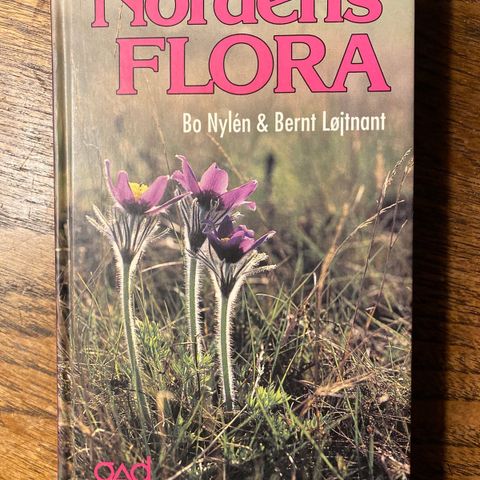 Nordens
FLORA
Bo Nylén & Bernt Løjtnant
GAD